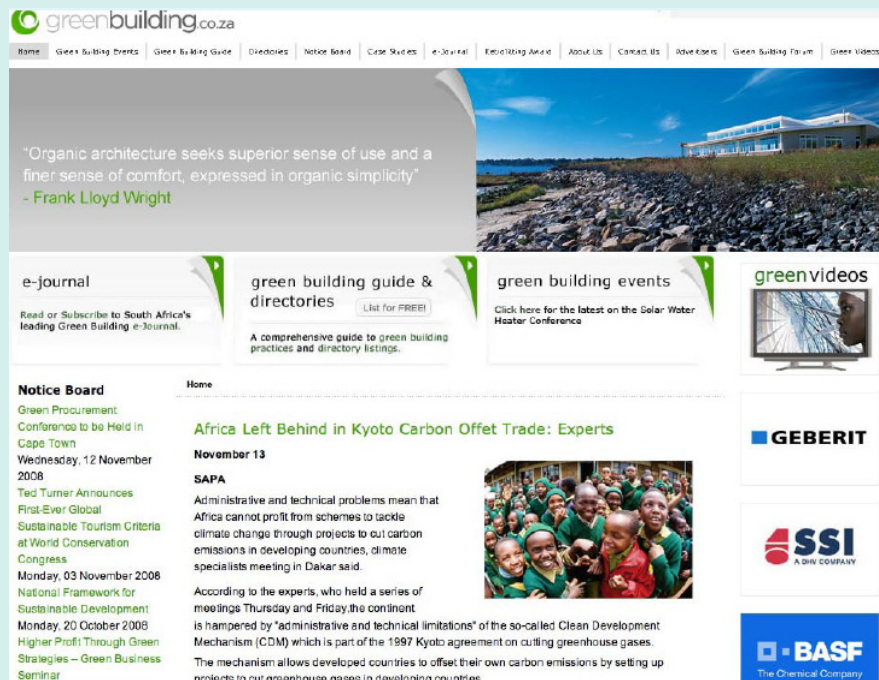 greenbuilding.co.za
Home
Green Building Events
Green Building Guide
Directories
Notice Board
Case Studies
e-Journal
Retrofitting Award
About Us
Contact Us
Advertisers
Green Building Forum
Green Videos
"Organic architecture seeks superior sense of use and a
finer sense of comfort, expressed in organic simplicity"
- Frank Lloyd Wright
e-journal
Read or Subscribe to South Africa's
leading Green Building e-Journal.
green building guide &
directories
List for FREE!
A comprehensive guide to green building
practices and directory listings.
green building events
Click here for the latest on the Solar Water
Heater Conference
greenvideos
Notice Board
Green Procurement
Conference to be Held in
Cape Town
Wednesday, 12 November
2008
Ted Turner Announces
First-Ever Global
Sustainable Tourism Criteria
at World Conservation
Congress
Monday, 03 November 2008
National Framework for
Sustainable Development
Monday, 20 October 2008
Higher Profit Through Green
Strategies – Green Business
Seminar
Home
Africa Left Behind in Kyoto Carbon Offet Trade: Experts
November 13
SAPA
Administrative and technical problems mean that
Africa cannot profit from schemes to tackle
climate change through projects to cut carbon
emissions in developing countries, climate
specialists meeting in Dakar said.
According to the experts, who held a series of
meetings Thursday and Friday,the continent
is hampered by "administrative and technical limitations" of the so-called Clean Development
Mechanism (CDM) which is part of the 1997 Kyoto agreement on cutting greenhouse gases.
The mechanism allows developed countries to offset their own carbon emissions by setting up
projects to cut greenhouse gases in developing countries
GEBERIT
SSI
A DHV COMPANY
BASF
The Chemical Company